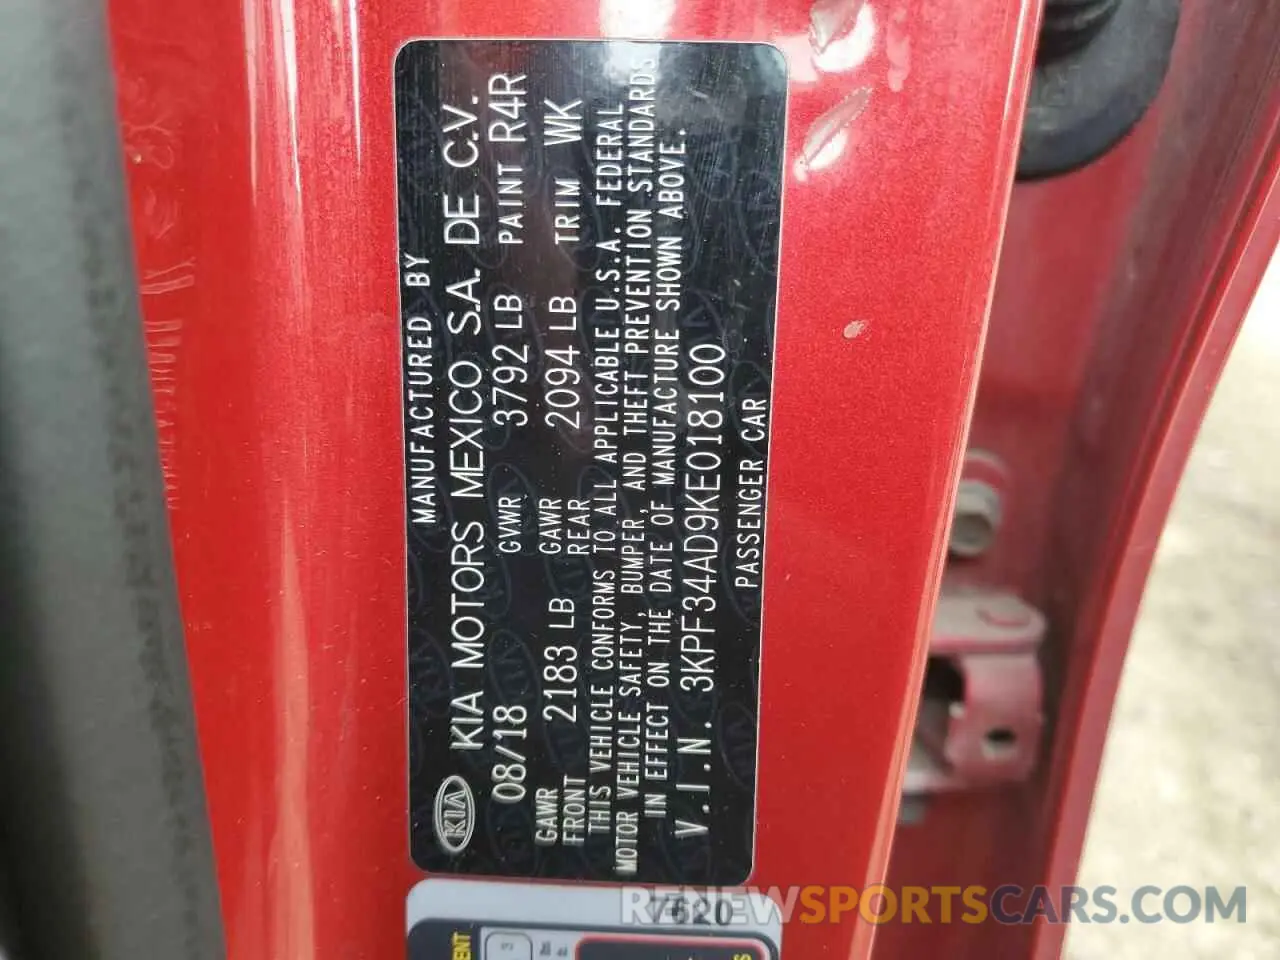 MANUFACTURED BY
KIA KIA MOTORS MEXICO S.A. DE C.V.
08/18 GVWR 3792 LB PAINT R4R
GAWR FRONT 2183 LB GAWR REAR 2094 LB TRIM WK
THIS VEHICLE CONFORMS TO ALL APPLICABLE U.S.A. FEDERAL
MOTOR VEHICLE SAFETY, BUMPER, AND THEFT PREVENTION STANDARDS
IN EFFECT ON THE DATE OF MANUFACTURE SHOWN ABOVE.
V.I.N. 3KPF34AD9KE018100
PASSENGER CAR
7620
RENEWSPORTSCARS.COM